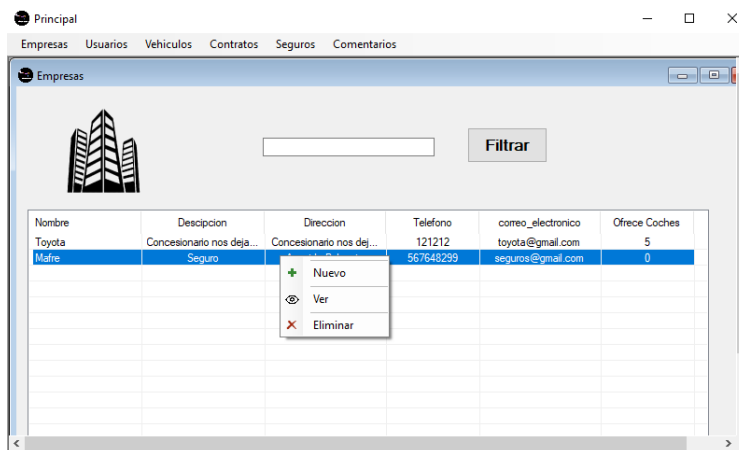 Principal
Empresas Usuarios Vehiculos Contratos Seguros Comentarios
Empresas
Filtrar
Nombre Descipcion Direccion Telefono correo_electronico Ofrece Coches
Toyota Concesionario nos deja... Concesionario nos dej... 121212 toyota@gmail.com 5
Mafre Seguro 567648299 seguros@gmail.com 0
Nuevo
Ver
Eliminar